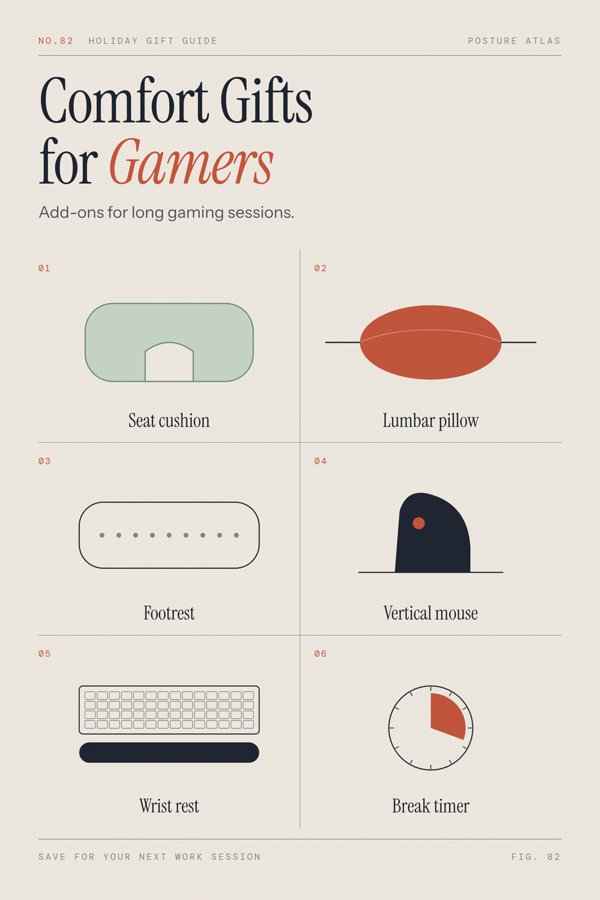 NO.82 HOLIDAY GIFT GUIDE
POSTURE ATLAS
Comfort Gifts
for Gamers
Add-ons for long gaming sessions.
01
02
Seat cushion
Lumbar pillow
03
04
Footrest
Vertical mouse
05
06
Wrist rest
Break timer
SAVE FOR YOUR NEXT WORK SESSION
FIG. 82